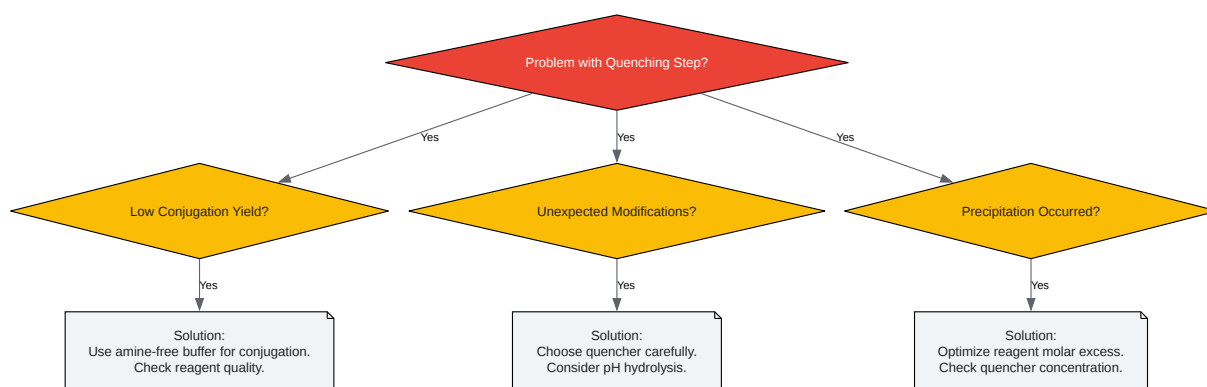 Problem with Quenching Step?
Yes
Yes
Yes
Low Conjugation Yield?
Unexpected Modifications?
Precipitation Occurred?
Yes
Yes
Yes
Solution:
Use amine-free buffer for conjugation.
Check reagent quality.
Solution:
Choose quencher carefully.
Consider pH hydrolysis.
Solution:
Optimize reagent molar excess.
Check quencher concentration.